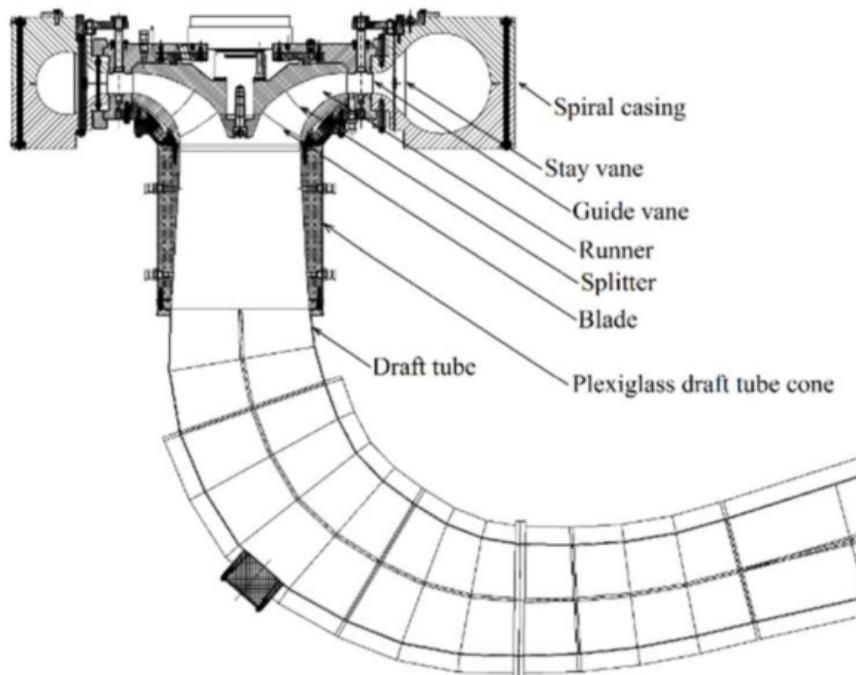 Spiral casing
Stay vane
Guide vane
Runner
Splitter
Blade
Draft tube
Plexiglass draft tube cone